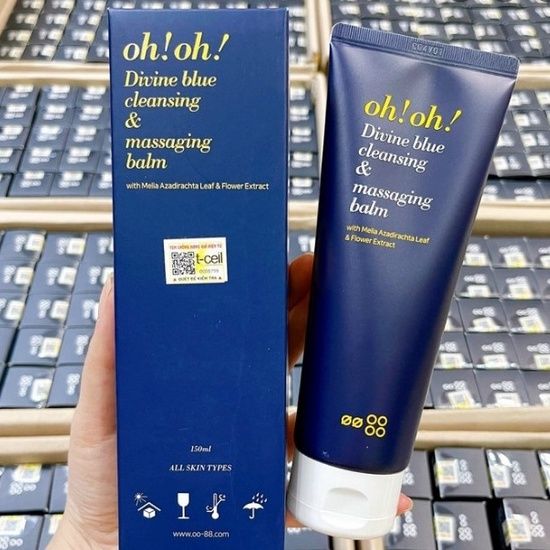 oh!oh!
Divine blue
cleansing
&
massaging
balm
with Melia Azadirachta Leaf & Flower Extract
t-ceil
150ml
ALL SKIN TYPES
www.oo-88.com
oh!oh!
Divine blue
cleansing
&
massaging
balm
with Melia Azadirachta Leaf
& Flower Extract